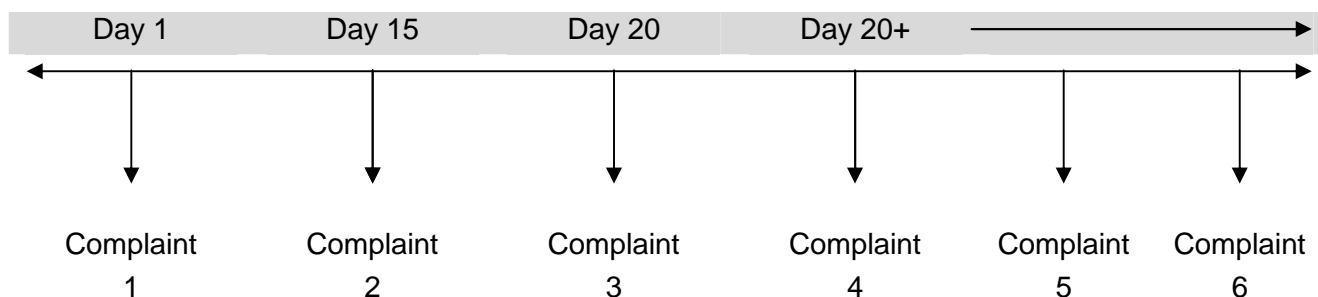 Day 1 Day 15 Day 20 Day 20+
Complaint Complaint Complaint Complaint Complaint Complaint
1 2 3 4 5 6